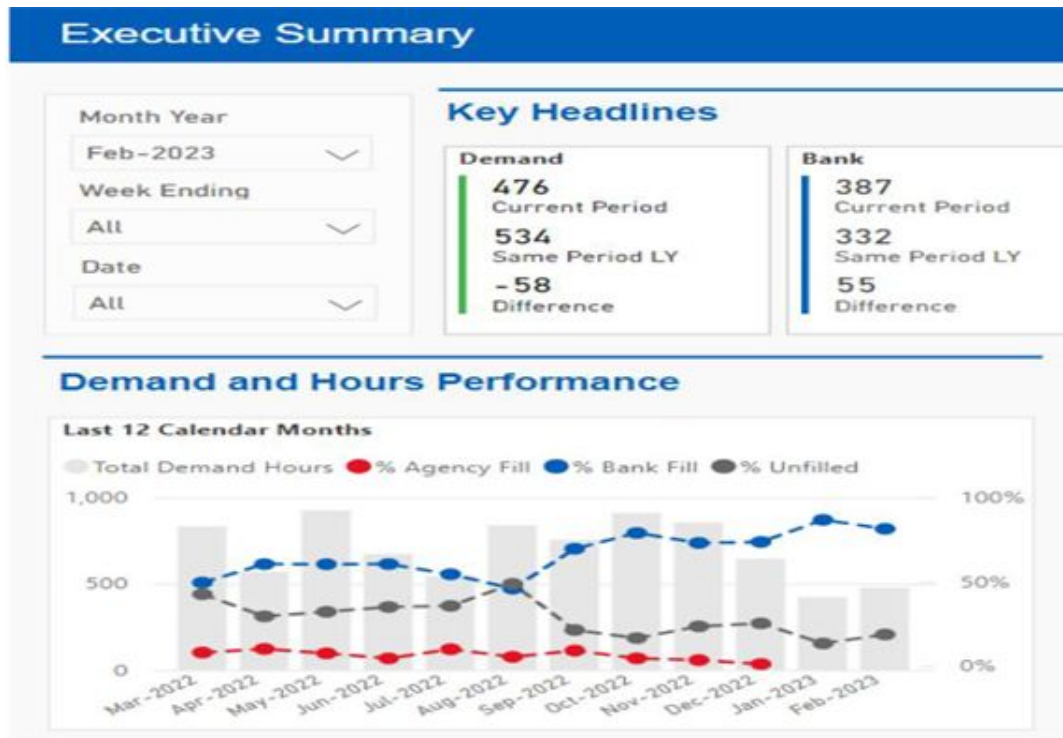 Executive Summary
Month Year
Feb-2023
Week Ending
All
Date
All
Key Headlines
Demand
476
Current Period
534
Same Period LY
-58
Difference
Bank
387
Current Period
332
Same Period LY
55
Difference
Demand and Hours Performance
Last 12 Calendar Months
Total Demand Hours % Agency Fill % Bank Fill % Unfilled
1,000 100%
500 50%
0 0%
Mar-2022 Apr-2022 May-2022 Jun-2022 Jul-2022 Aug-2022 Sep-2022 Oct-2022 Nov-2022 Dec-2022 Jan-2023 Feb-2023